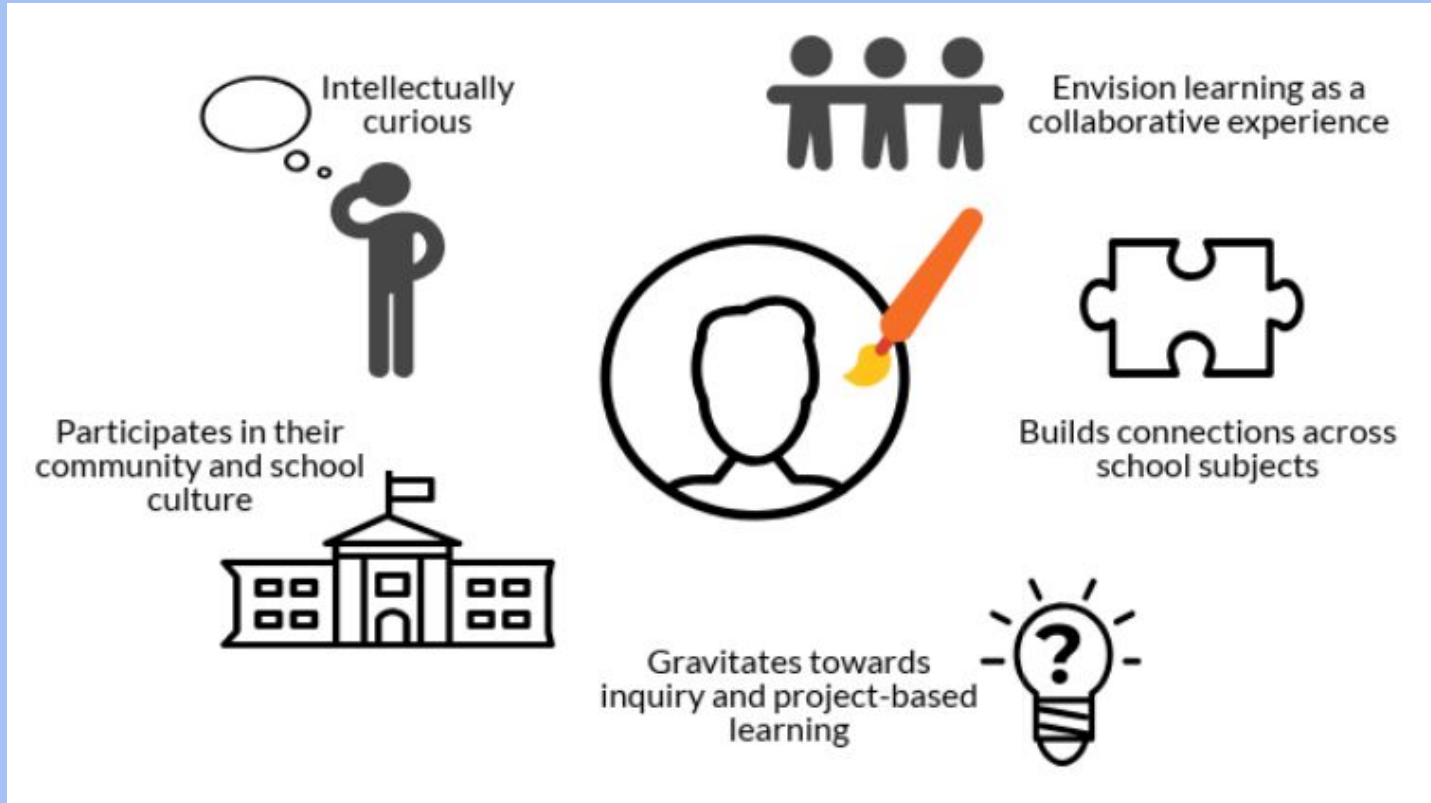 Intellectually
curious
Envision learning as a
collaborative experience
Participates in their
community and school
culture
Builds connections across
school subjects
Gravitates towards
inquiry and project-based
learning
?